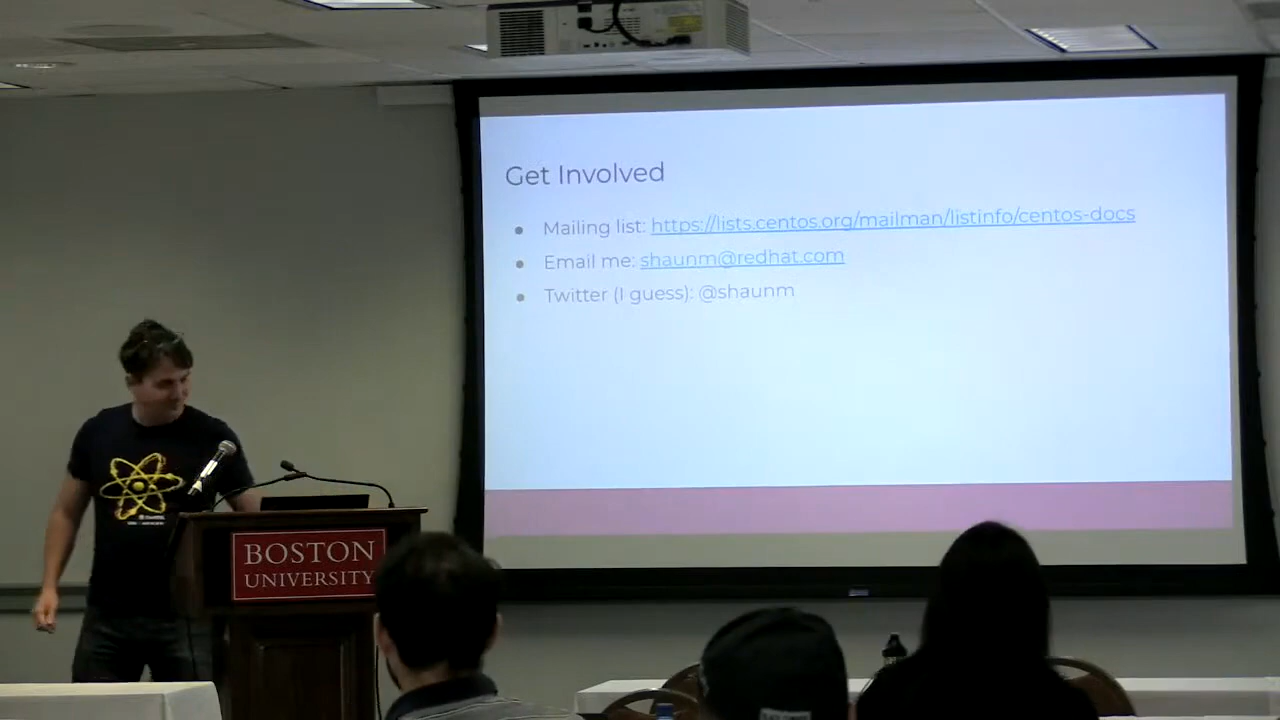 Get Involved
Mailing list: https://lists.centos.org/mailman/listinfo/centos-docs
Email me: shaunm@redhat.com
Twitter (I guess): @shaunm
BOSTON
UNIVERSITY